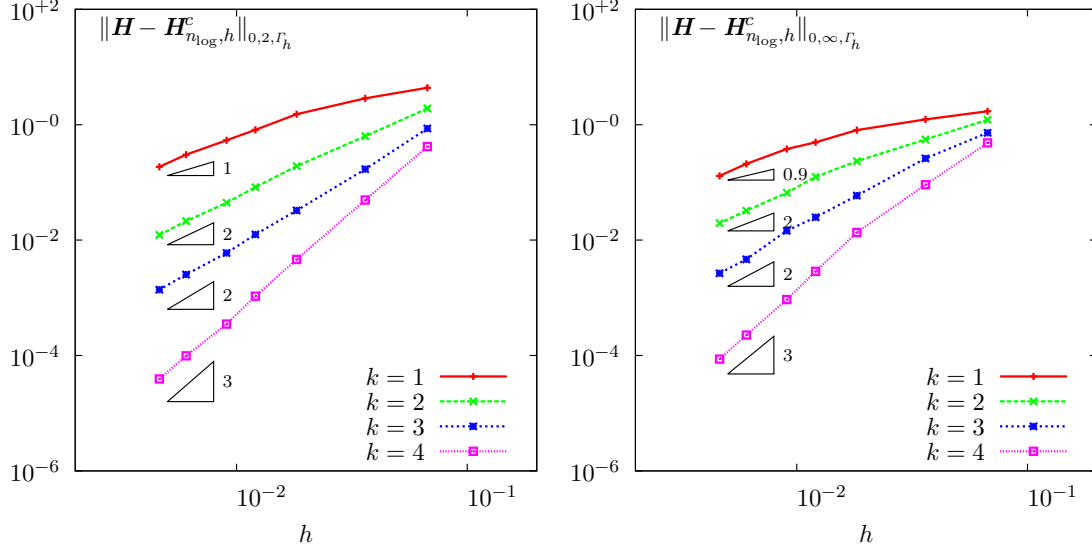 ‖H − H^c_{n_log,h}‖_{0,2,Γ_h}
10^{+2}
10^{−0}
10^{−2}
10^{−4}
10^{−6}
1
2
2
3
k = 1
k = 2
k = 3
k = 4
10^{−2} 10^{−1}
h
‖H − H^c_{n_log,h}‖_{0,∞,Γ_h}
10^{+2}
10^{−0}
10^{−2}
10^{−4}
10^{−6}
0.9
2
2
3
k = 1
k = 2
k = 3
k = 4
10^{−2} 10^{−1}
h